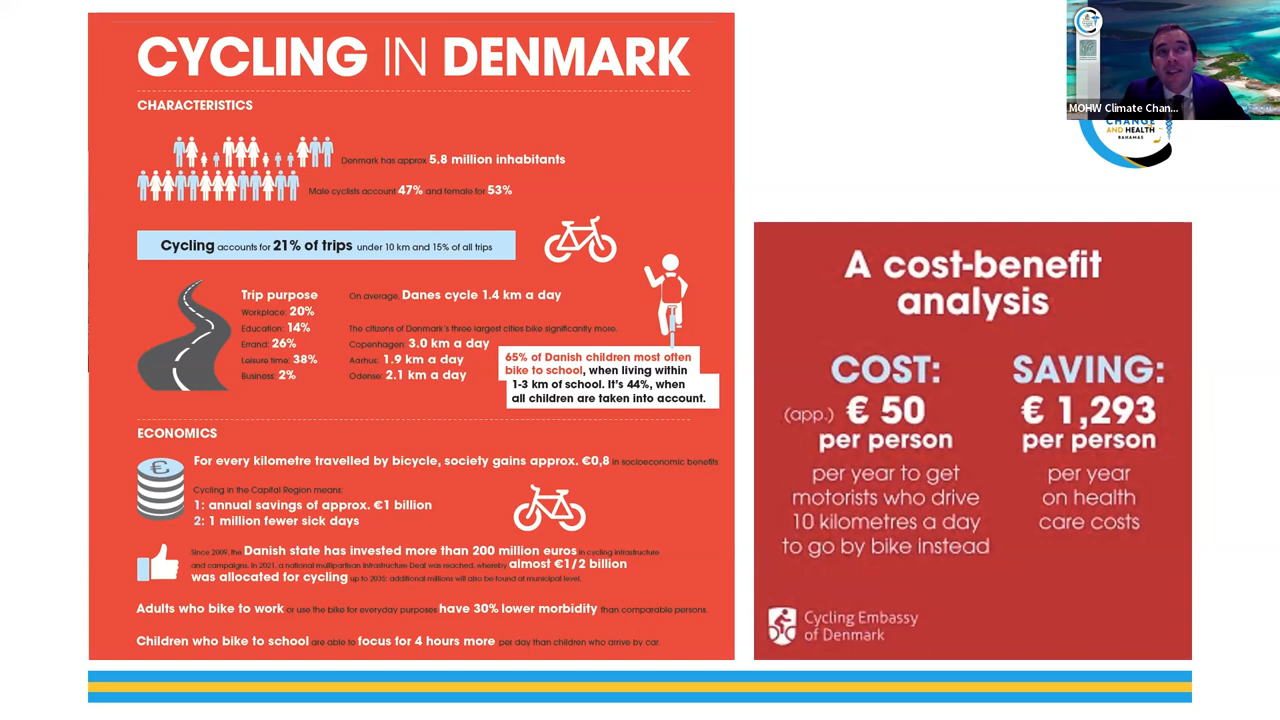 CYCLING IN DENMARK
CHARACTERISTICS
Denmark has approx. 5.8 million inhabitants
Male cyclists account 47% and female for 53%
Cycling accounts for 21% of trips under 10 km and 15% of all trips
Trip purpose
Workplace: 20%
Education: 14%
Errand: 26%
Leisure time: 38%
Business: 2%
On average, Danes cycle 1.4 km a day
The citizens of Denmark's three largest cities bike significantly more.
Copenhagen: 3.0 km a day
Aarhus: 1.9 km a day
Odense: 2.1 km a day
65% of Danish children most often
bike to school, when living within
1-3 km of school. It's 44%, when
all children are taken into account.
ECONOMICS
For every kilometre travelled by bicycle, society gains approx. €0,8 in socioeconomic benefits
Cycling in the Capital Region means:
1: annual savings of approx. €1 billion
2: 1 million fewer sick days
Since 2009, the Danish state has invested more than 200 million euros in cycling infrastructure
and campaigns. In 2021, a national multipartisan Infrastructure Deal was reached, whereby almost €1/2 billion
was allocated for cycling up to 2035; additional millions will also be found at municipal level.
Adults who bike to work or use the bike for everyday purposes have 30% lower morbidity than comparable persons.
Children who bike to school are able to focus for 4 hours more per day than children who arrive by car.
MOHW Climate Chan...
CHANGE
AND HEALTH
BAHAMAS
A cost-benefit
analysis
COST:
(app.) € 50
per person
per year to get
motorists who drive
10 kilometres a day
to go by bike instead
SAVING:
€ 1,293
per person
per year
on health
care costs
Cycling Embassy
of Denmark